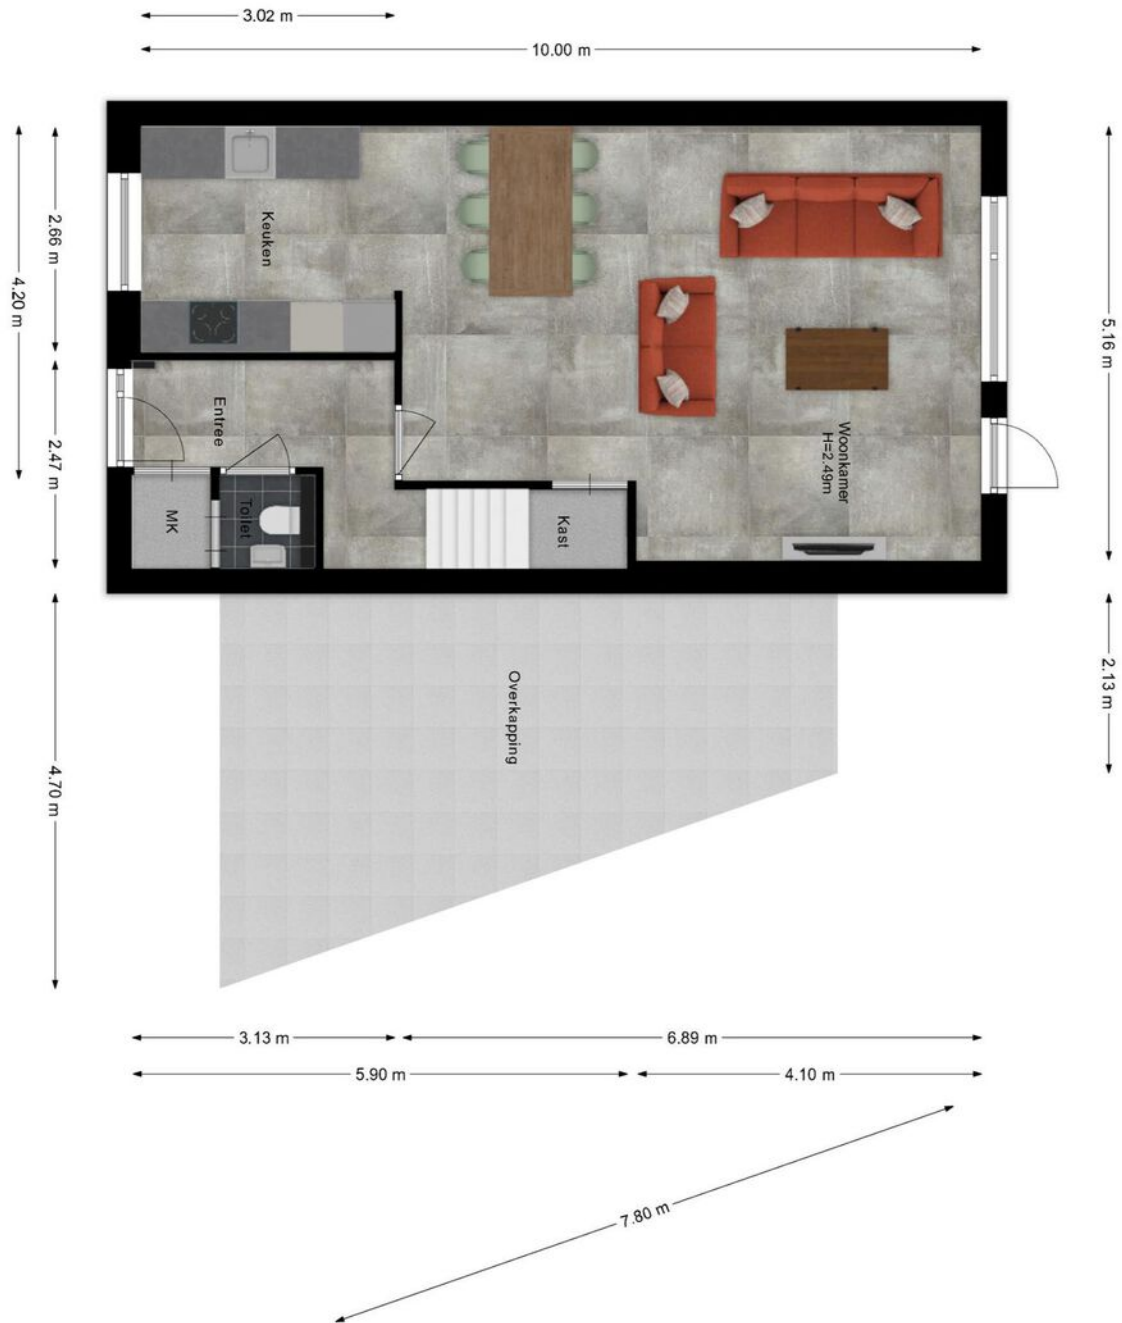 3.02 m
10.00 m
4.20 m
2.66 m
2.47 m
4.70 m
5.16 m
2.13 m
Keuken
Entree
MK
Toilet
Kast
Woonkamer
H=2.49m
Overkapping
3.13 m
6.89 m
5.90 m
4.10 m
7.80 m